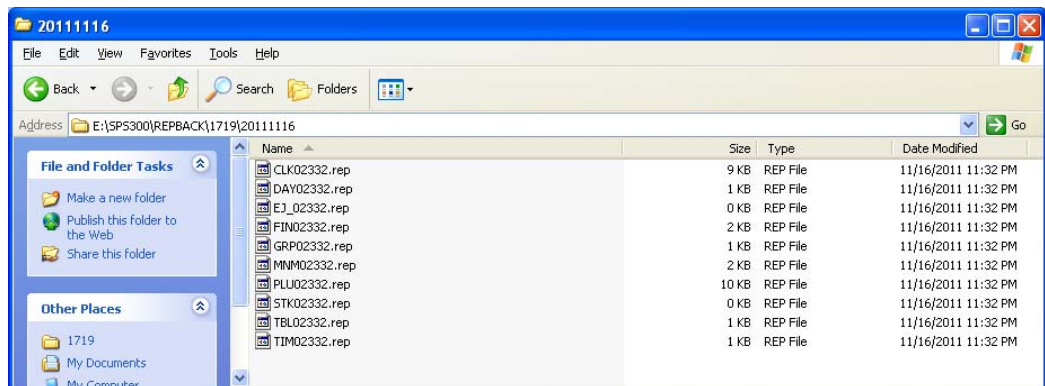 20111116
File Edit View Favorites Tools Help
Back Search Folders
Address E:\SPS300\REPBACK\1719\20111116 Go
File and Folder Tasks
Make a new folder
Publish this folder to
the Web
Share this folder
Other Places
1719
My Documents
My Computer
Name Size Type Date Modified
CLK02332.rep 9 KB REP File 11/16/2011 11:32 PM
DAY02332.rep 1 KB REP File 11/16/2011 11:32 PM
EJ_02332.rep 0 KB REP File 11/16/2011 11:32 PM
FIN02332.rep 2 KB REP File 11/16/2011 11:32 PM
GRP02332.rep 1 KB REP File 11/16/2011 11:32 PM
MNM02332.rep 2 KB REP File 11/16/2011 11:32 PM
PLU02332.rep 10 KB REP File 11/16/2011 11:32 PM
STK02332.rep 0 KB REP File 11/16/2011 11:32 PM
TBL02332.rep 1 KB REP File 11/16/2011 11:32 PM
TIM02332.rep 1 KB REP File 11/16/2011 11:32 PM